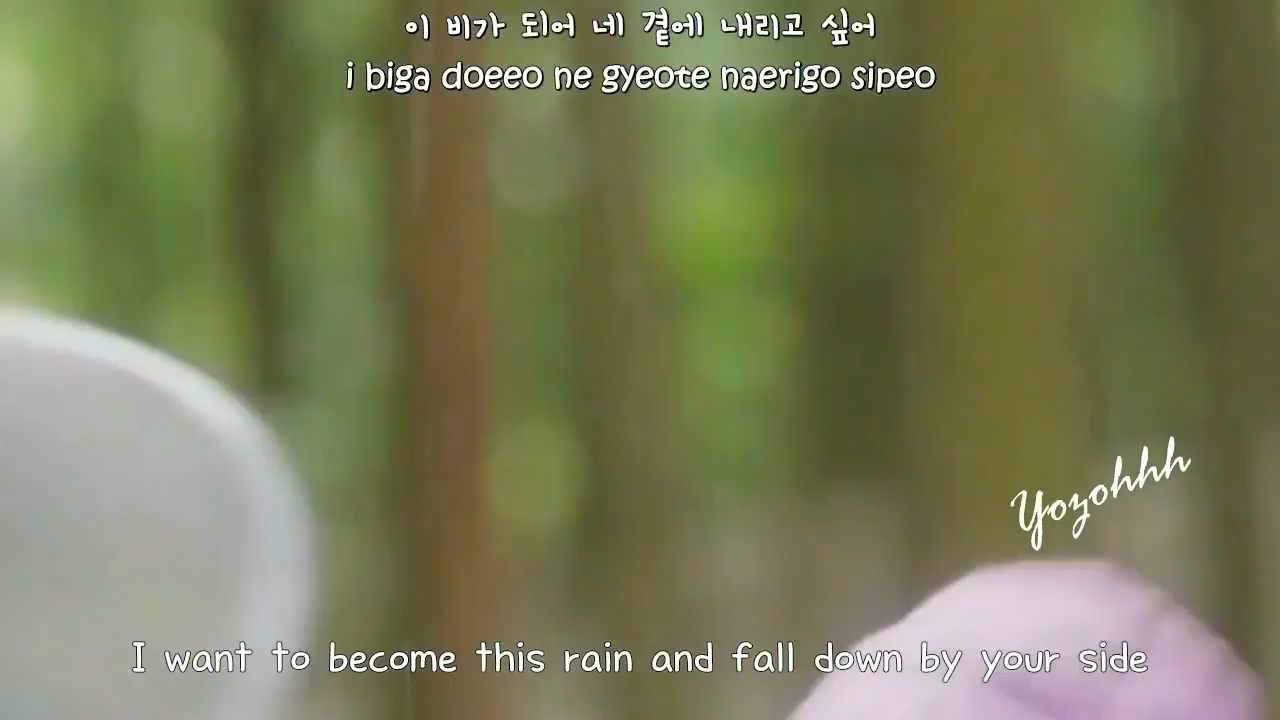 이 비가 되어 네 곁에 내리고 싶어
i biga doeeo ne gyeote naerigo sipeo
Yozohhh
I want to become this rain and fall down by your side